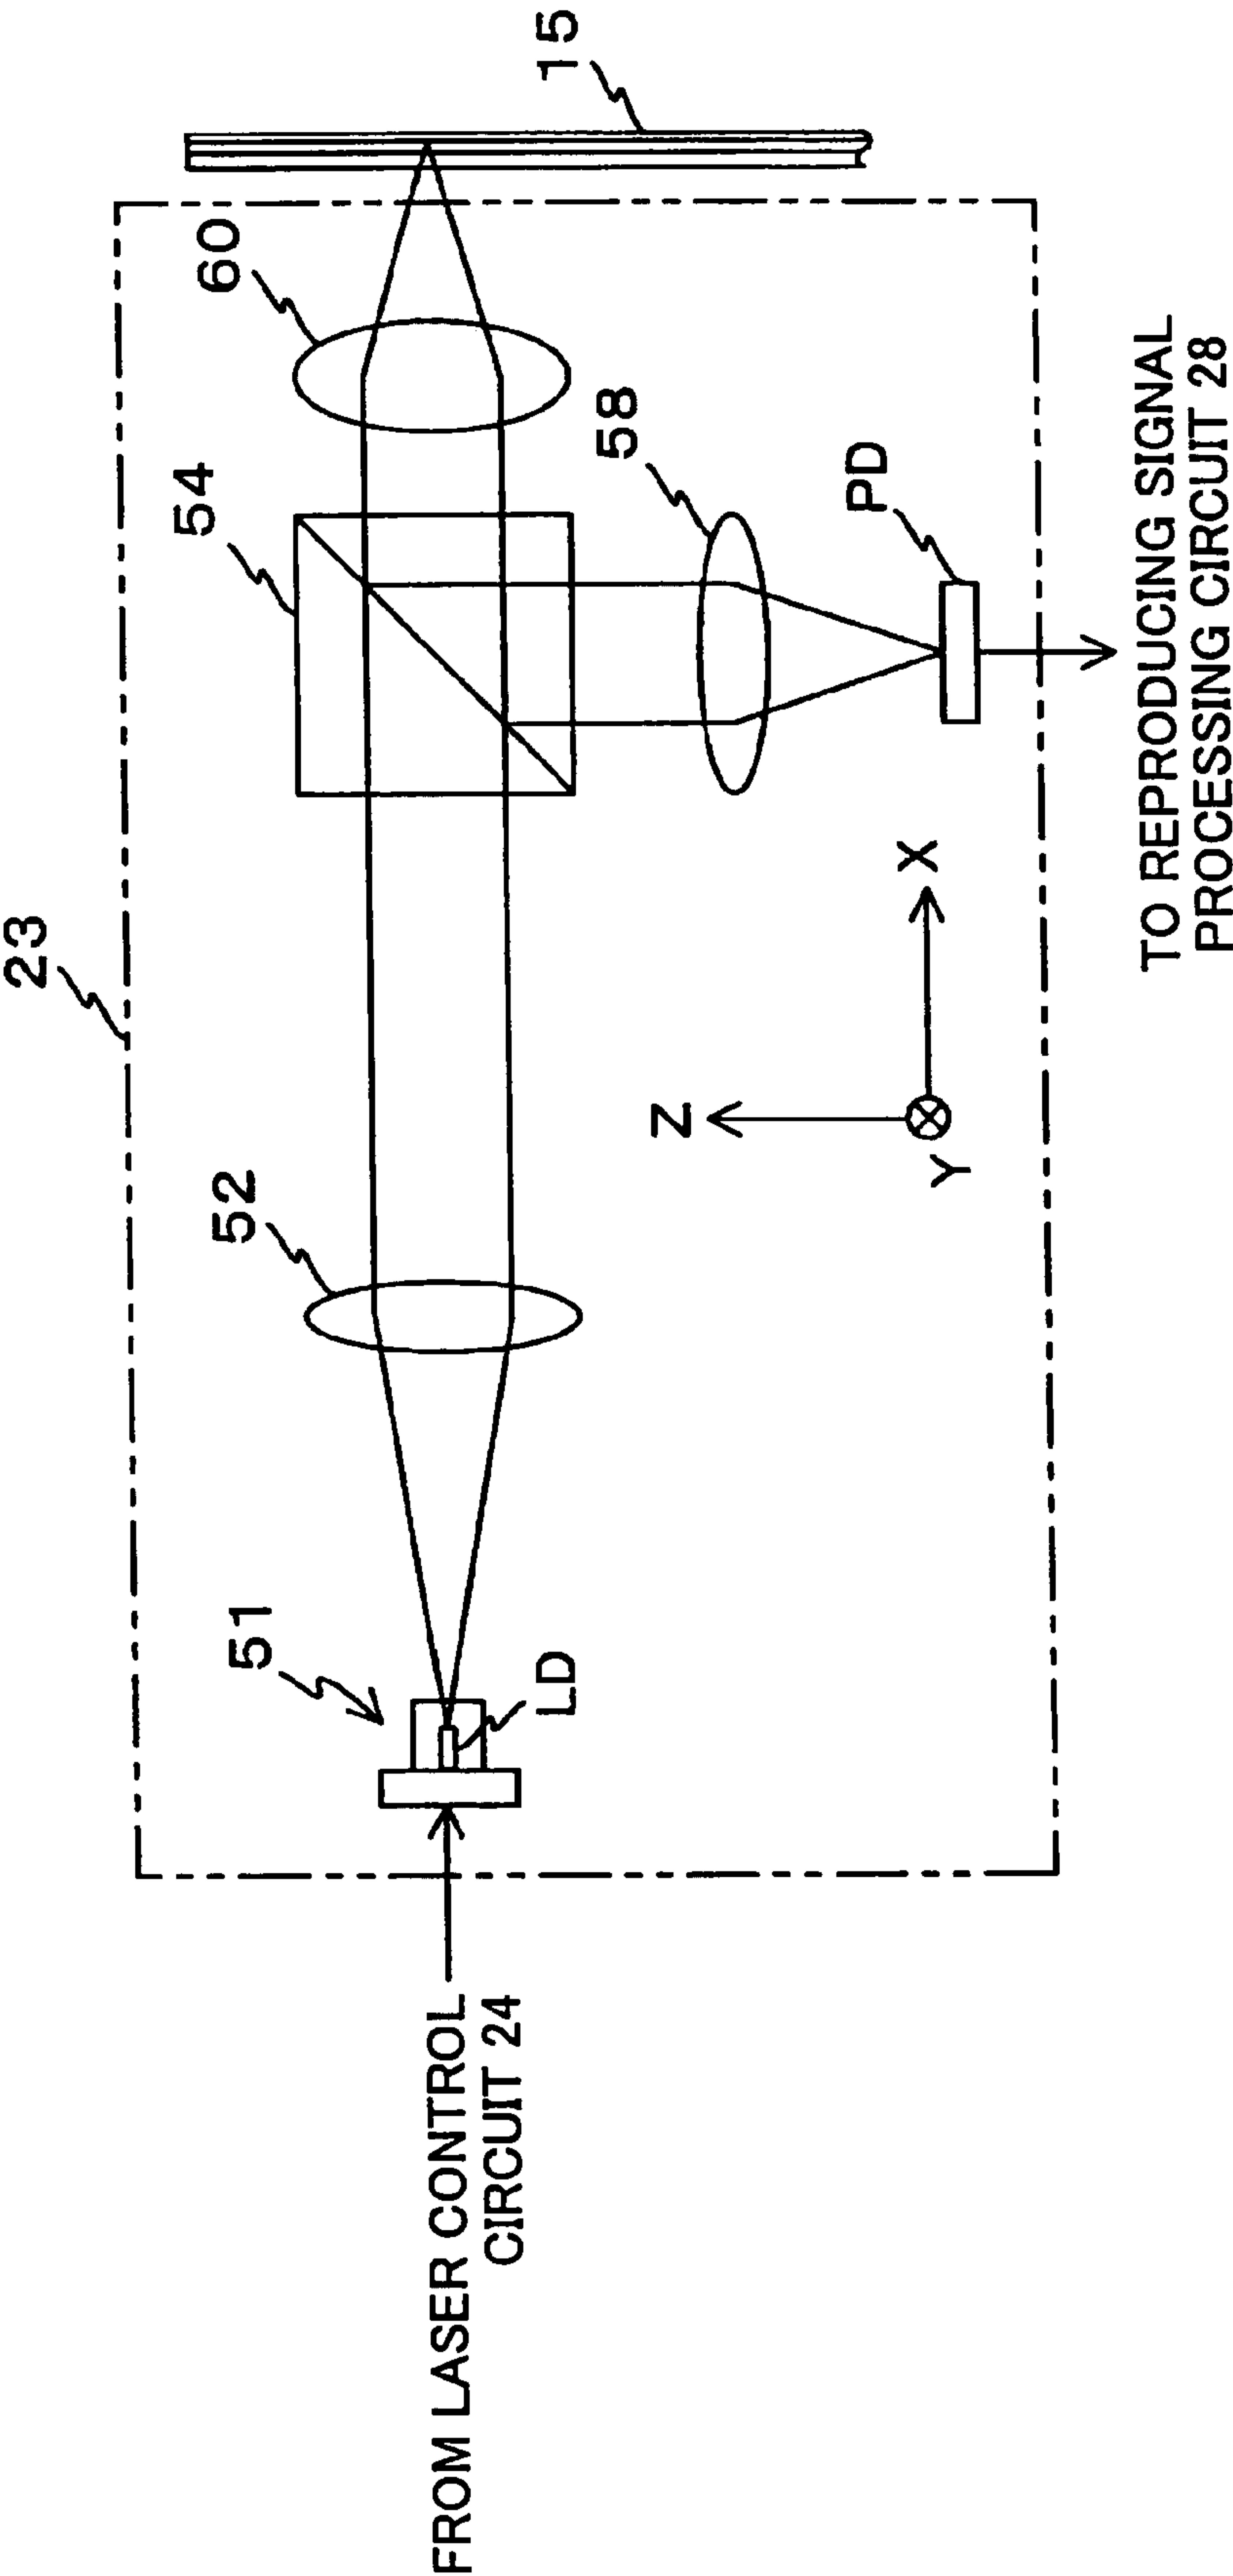 23
51
LD
52
54
60
15
58
PD
Z
X
Y
FROM LASER CONTROL
CIRCUIT 24
TO REPRODUCING SIGNAL
PROCESSING CIRCUIT 28